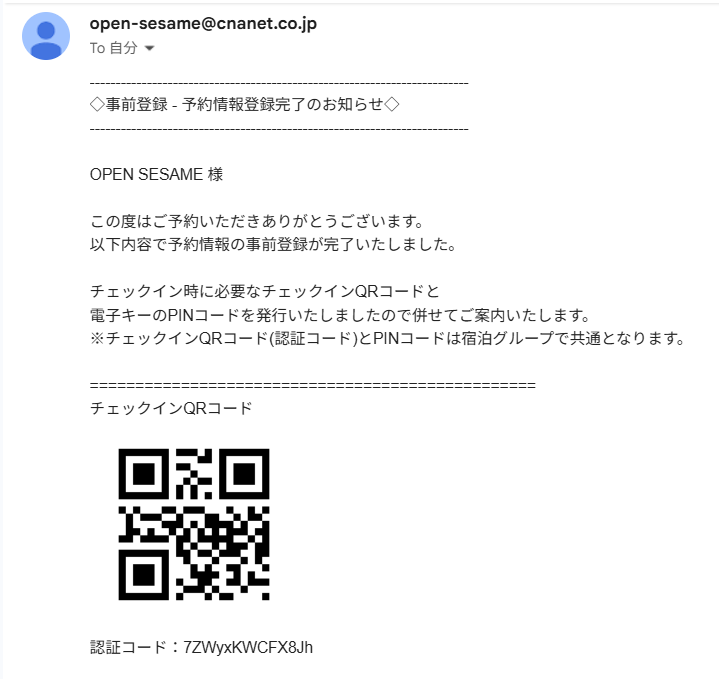 open-sesame@cnanet.co.jp
To 自分
--------------------------------------------------------------------------
◇事前登録 - 予約情報登録完了のお知らせ◇
--------------------------------------------------------------------------
OPEN SESAME 様
この度はご予約いただきありがとうございます。
以下内容で予約情報の事前登録が完了いたしました。
チェックイン時に必要なチェックインQRコードと
電子キーのPINコードを発行いたしましたので併せてご案内いたします。
※チェックインQRコード(認証コード)とPINコードは宿泊グループで共通となります。
=================================================
チェックインQRコード
認証コード：7ZWyxKWCFX8Jh